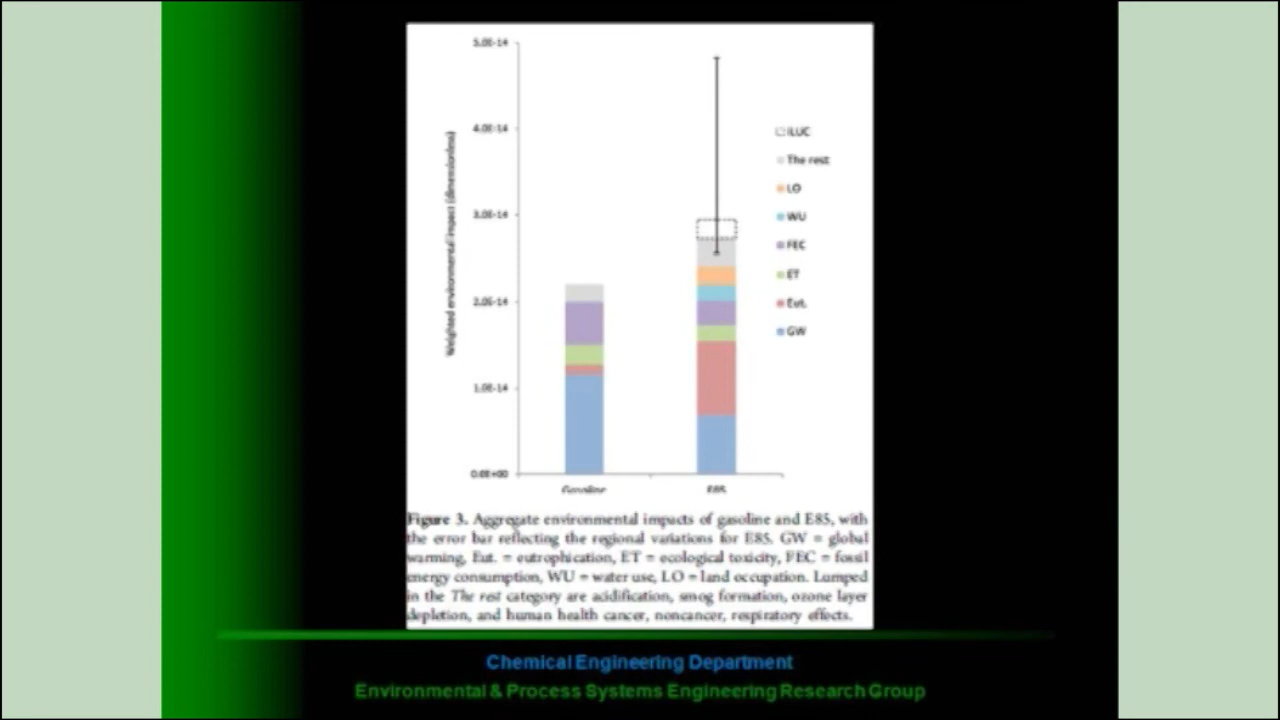 5.0E-14
4.0E-14
3.0E-14
2.0E-14
1.0E-14
0.0E+00
Weighted environmental impact (dimensionless)
ILUC
The rest
LO
WU
FEC
ET
Eut.
GW
Gasoline
E85
Figure 3. Aggregate environmental impacts of gasoline and E85, with
the error bar reflecting the regional variations for E85. GW = global
warming, Eut. = eutrophication, ET = ecological toxicity, FEC = fossil
energy consumption, WU = water use, LO = land occupation. Lumped
in the The rest category are acidification, smog formation, ozone layer
depletion, and human health cancer, noncancer, respiratory effects.
Chemical Engineering Department
Environmental & Process Systems Engineering Research Group